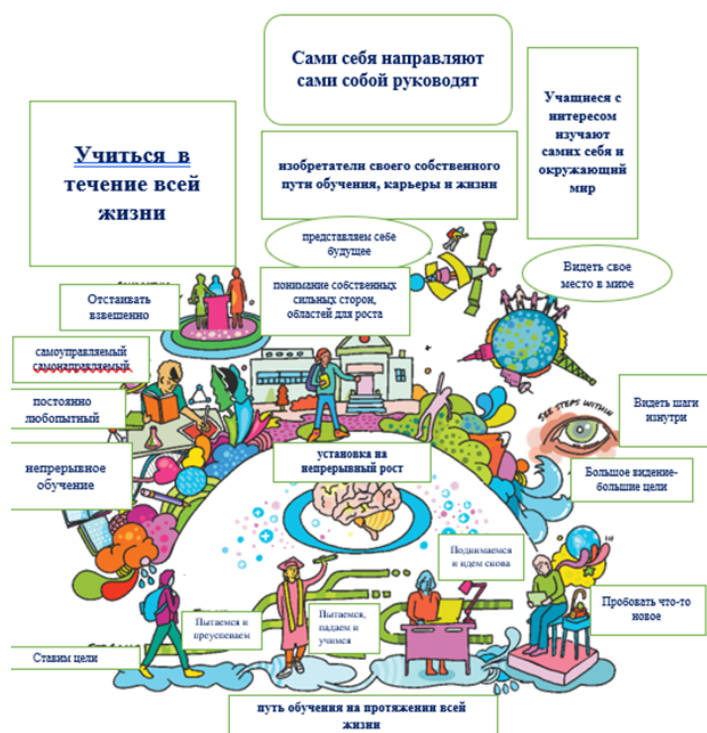 Сами себя направляют
сами собой руководят
Учиться в
течение всей
жизни
изобретатели своего собственного
пути обучения, карьеры и жизни
Учащиеся с
интересом
изучают
самих себя и
окружающий
мир
представляем себе
будущее
Видеть свое
место в мире
Отстаивать
взвешенно
понимание собственных
сильных сторон,
областей для роста
самоуправляемый
самонаправляемый
постоянно
любопытный
SEE STEPS WITHIN
Видеть шаги
изнутри
установка на
непрерывный рост
непрерывное
обучение
Большое видение-
большие цели
Поднимаемся
и идем снова
Пытаемся и
преуспеваем
Пытаемся,
падаем и
учимся
Пробовать что-то
новое
Ставим цели
путь обучения на протяжении всей
жизни